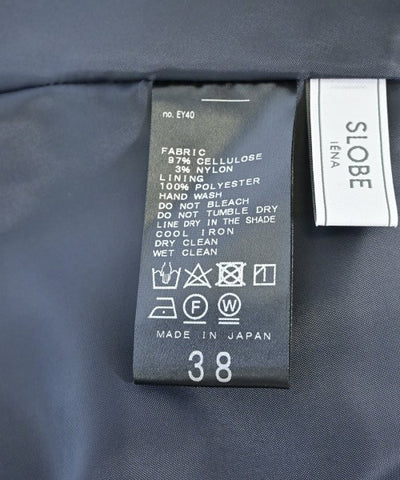 no. EY40
FABRIC
97% CELLULOSE
3% NYLON
LINING
100% POLYESTER
HAND WASH
DO NOT BLEACH
DO NOT TUMBLE DRY
LINE DRY IN THE SHADE
COOL IRON
DRY CLEAN
WET CLEAN
F W
MADE IN JAPAN
38
SLOBE
IÉNA